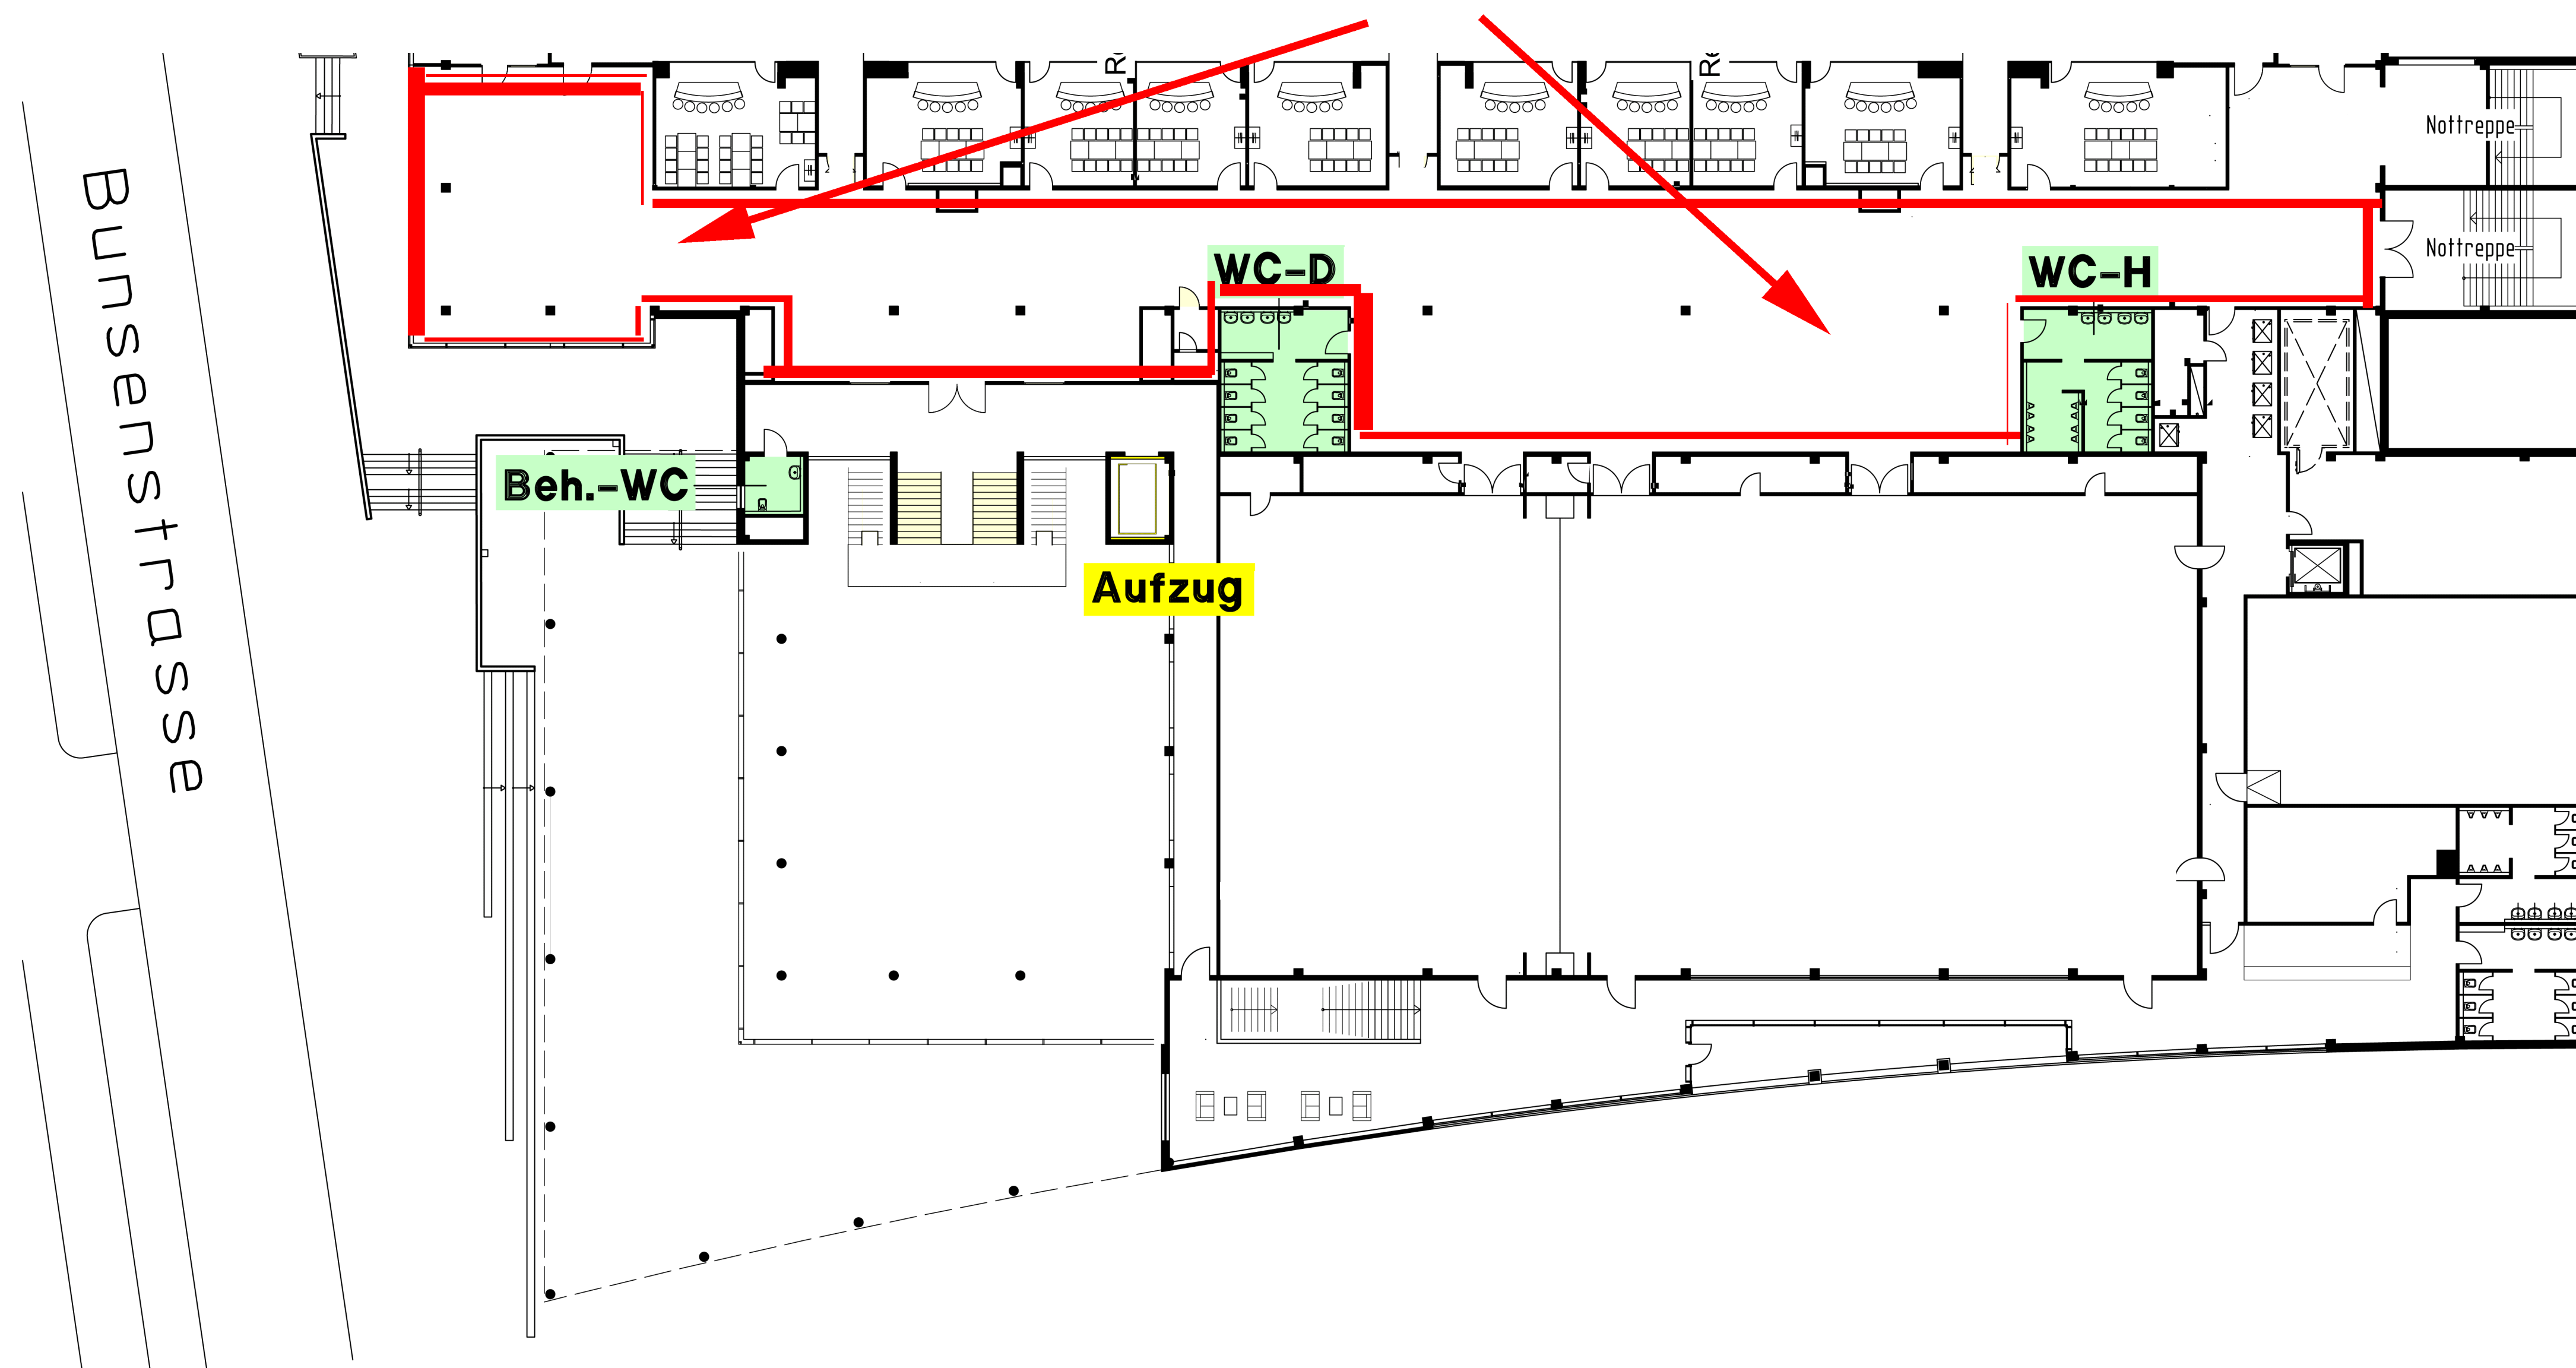 Nottreppe
Nottreppe
WC-D
WC-H
Bunsenstrasse
Beh.-WC
Aufzug